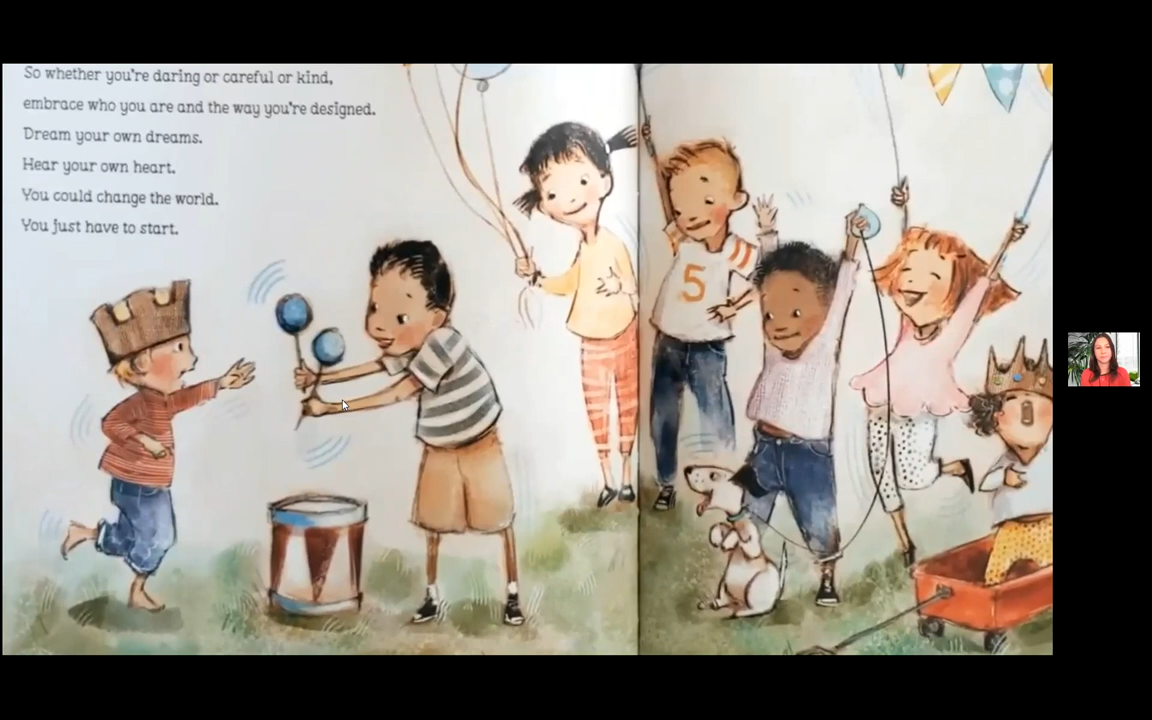 So whether you're daring or careful or kind,
embrace who you are and the way you're designed.
Dream your own dreams.
Hear your own heart.
You could change the world.
You just have to start.
5